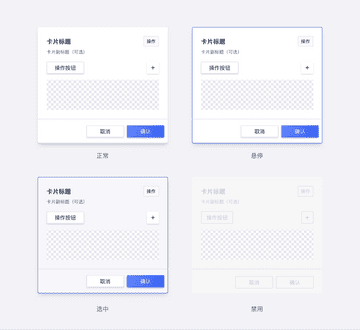 卡片标题
操作
卡片副标题（可选）
操作按钮
+
取消
确认
正常
卡片标题
操作
卡片副标题（可选）
操作按钮
+
取消
确认
悬停
卡片标题
操作
卡片副标题（可选）
操作按钮
+
取消
确认
选中
卡片标题
操作
卡片副标题（可选）
操作按钮
+
取消
确认
禁用